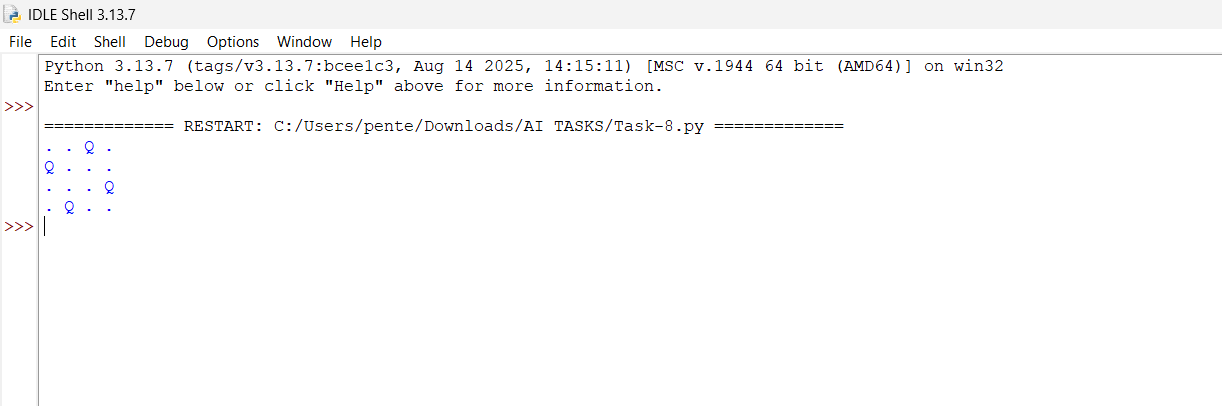 IDLE Shell 3.13.7
File Edit Shell Debug Options Window Help
Python 3.13.7 (tags/v3.13.7:bcee1c3, Aug 14 2025, 14:15:11) [MSC v.1944 64 bit (AMD64)] on win32
Enter "help" below or click "Help" above for more information.
>>>
============= RESTART: C:/Users/pente/Downloads/AI TASKS/Task-8.py =============
. . Q .
Q . . .
. . . Q
. Q . .
>>>